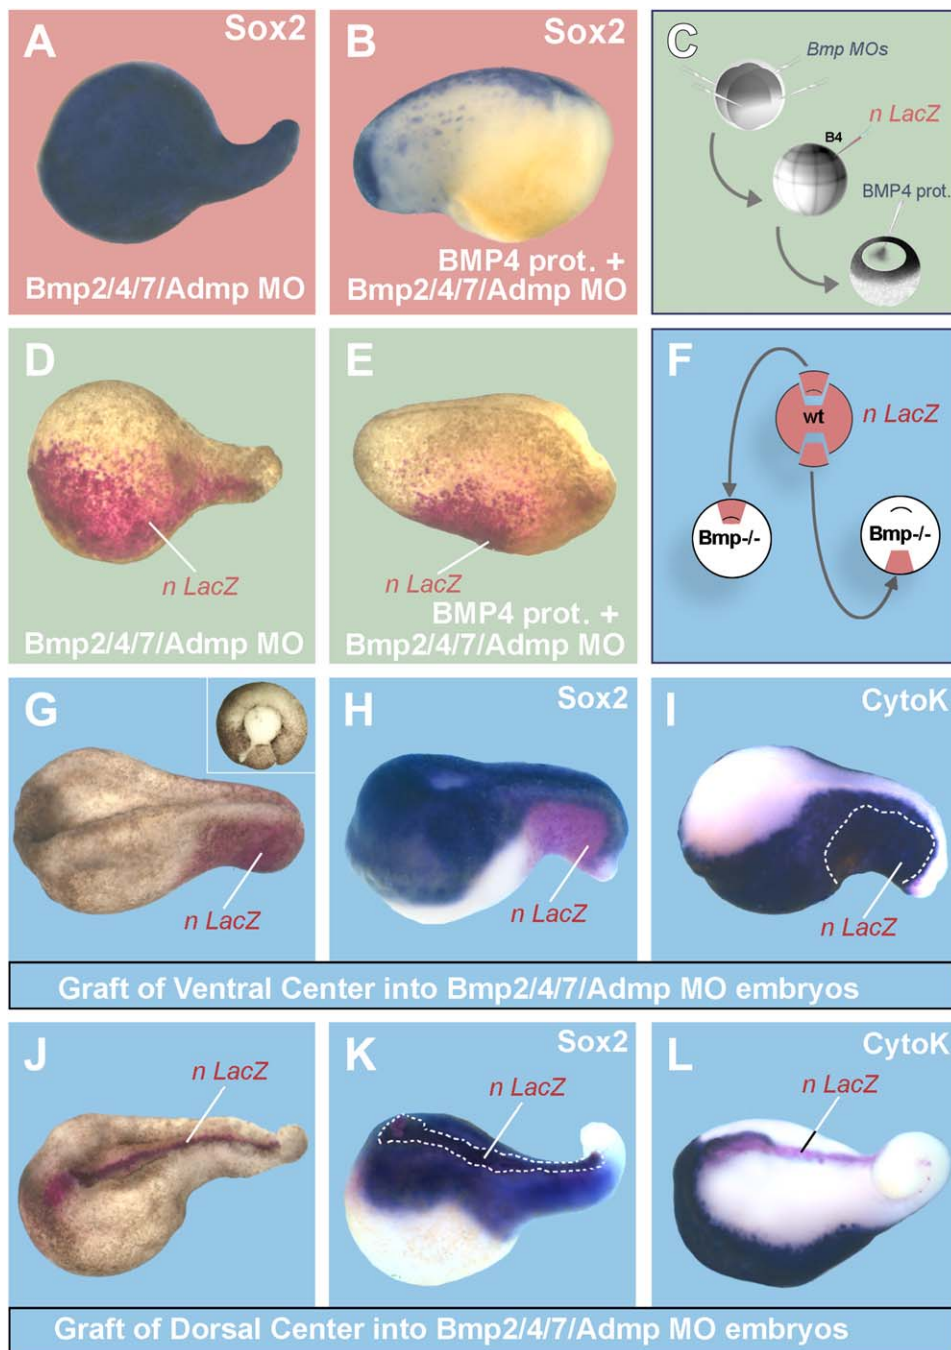 A
Sox2
Bmp2/4/7/Admp MO
B
Sox2
BMP4 prot. +
Bmp2/4/7/Admp MO
C
Bmp MOs
n LacZ
B4
BMP4 prot.
D
n LacZ
Bmp2/4/7/Admp MO
E
n LacZ
BMP4 prot. +
Bmp2/4/7/Admp MO
F
wt
n LacZ
Bmp-/-
Bmp-/-
G
n LacZ
H
Sox2
n LacZ
I
CytoK
n LacZ
Graft of Ventral Center into Bmp2/4/7/Admp MO embryos
J
n LacZ
K
Sox2
n LacZ
L
CytoK
n LacZ
Graft of Dorsal Center into Bmp2/4/7/Admp MO embryos